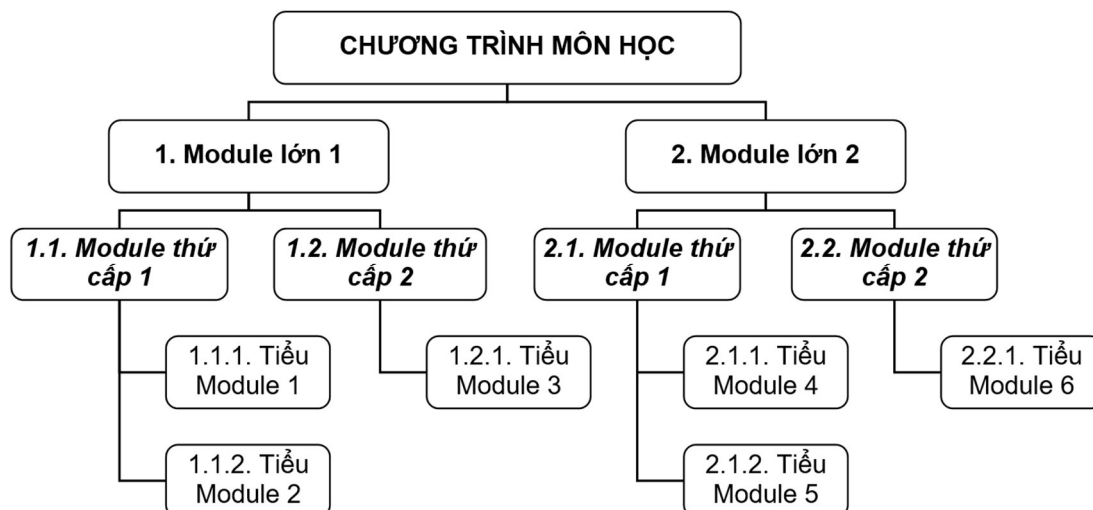 CHƯƠNG TRÌNH MÔN HỌC
1. Module lớn 1
2. Module lớn 2
1.1. Module thứ
cấp 1
1.2. Module thứ
cấp 2
2.1. Module thứ
cấp 1
2.2. Module thứ
cấp 2
1.1.1. Tiểu
Module 1
1.2.1. Tiểu
Module 3
2.1.1. Tiểu
Module 4
2.2.1. Tiểu
Module 6
1.1.2. Tiểu
Module 2
2.1.2. Tiểu
Module 5